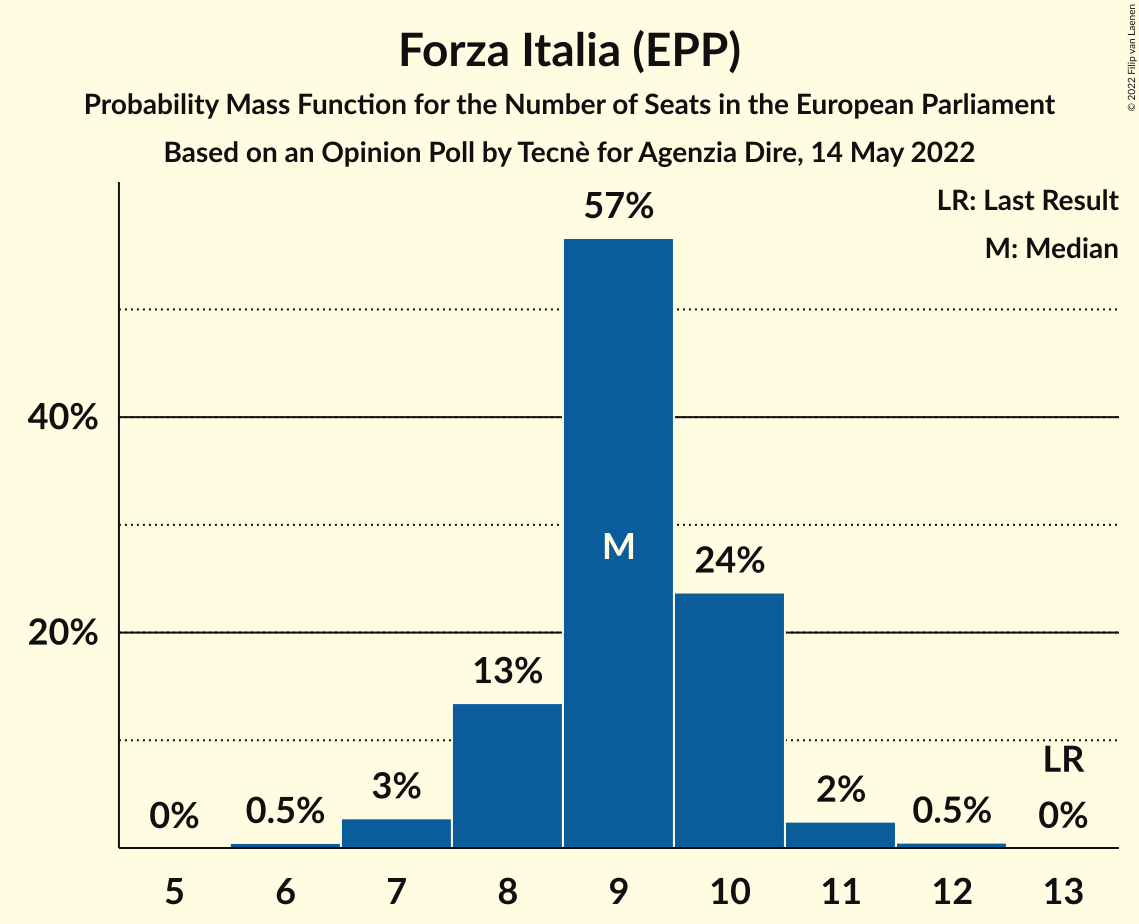 Forza Italia (EPP)
Probability Mass Function for the Number of Seats in the European Parliament
Based on an Opinion Poll by Tecnè for Agenzia Dire, 14 May 2022
© 2022 Filip van Laenen
LR: Last Result
M: Median
57%
40%
M
24%
20%
13%
3%
2%
LR
0%
0.5%
0.5%
0%
5
6
7
8
9
10
11
12
13